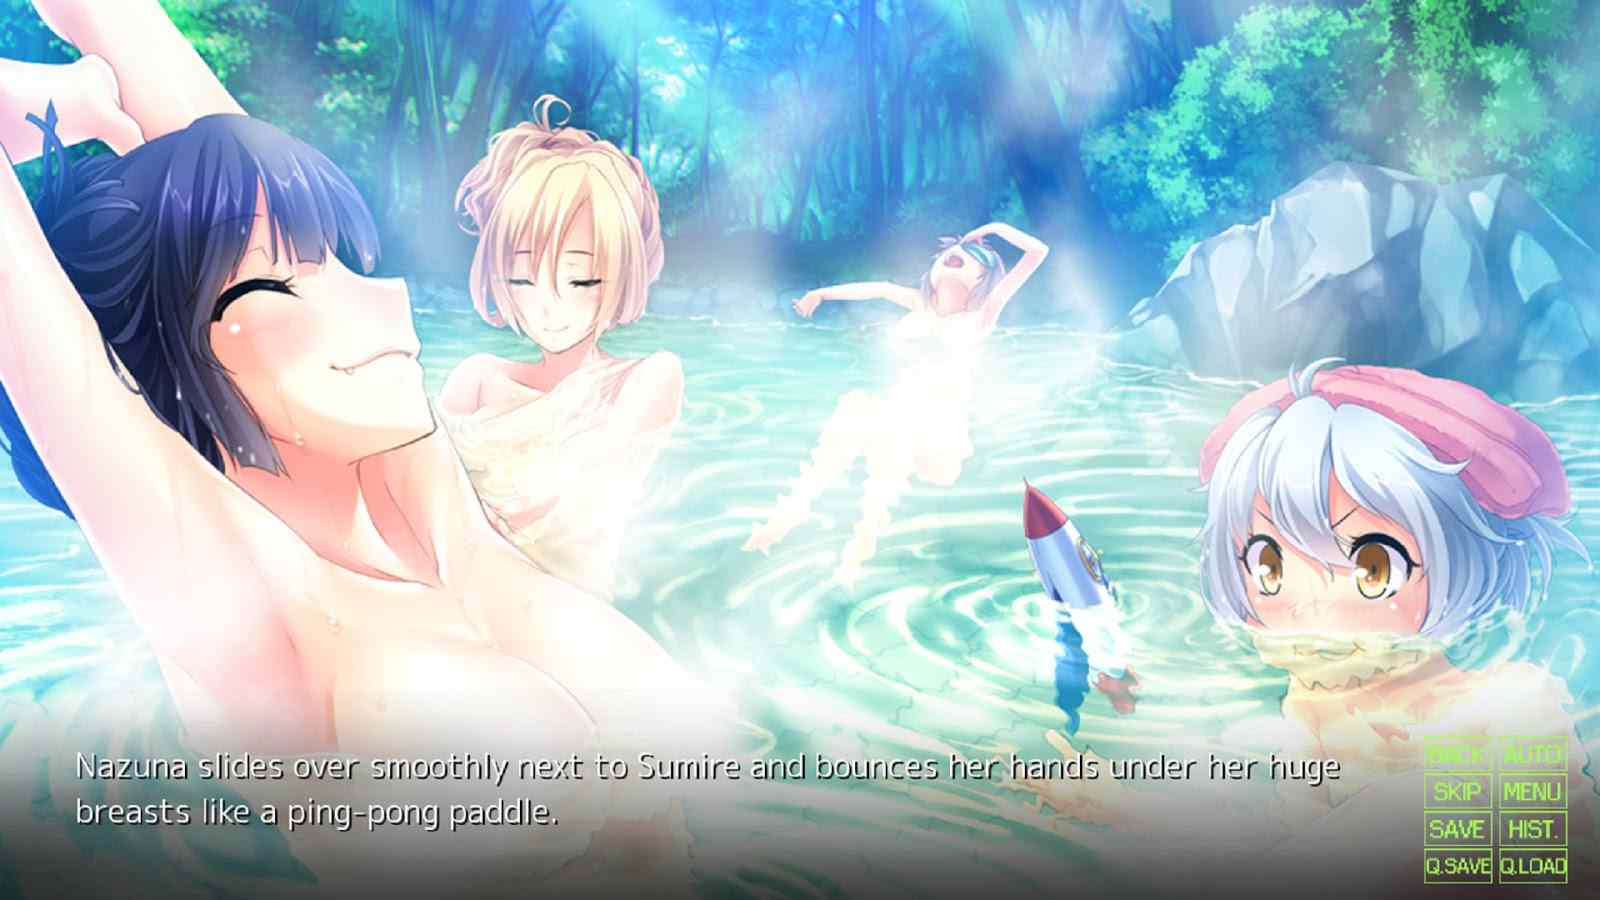 Nazuna slides over smoothly next to Sumire and bounces her hands under her huge
breasts like a ping-pong paddle.
BACK AUTO
SKIP MENU
SAVE HIST.
Q.SAVE Q.LOAD